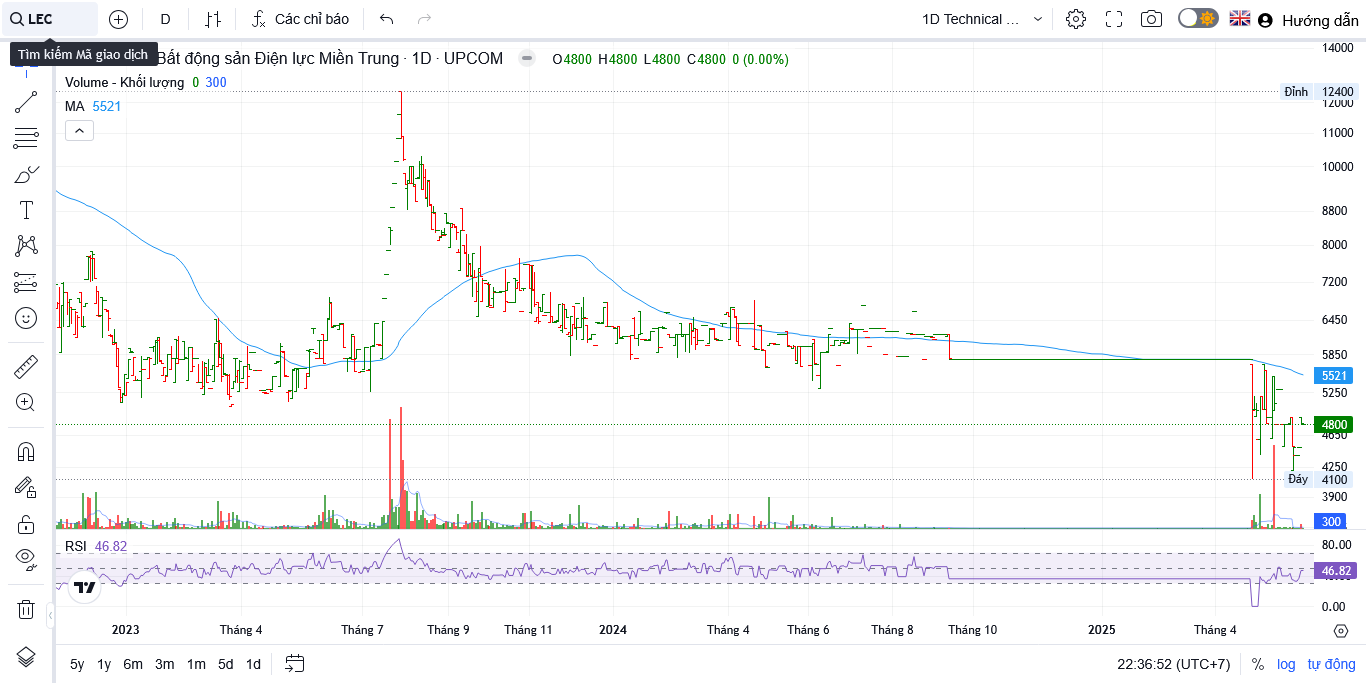 LEC
D
Các chỉ báo
1D Technical ...
Hướng dẫn
Tìm kiếm Mã giao dịch
Bất động sản Điện lực Miền Trung · 1D · UPCOM
O4800 H4800 L4800 C4800 0 (0.00%)
Volume - Khối lượng 0 300
MA 5521
14000
Đỉnh 12400
12000
11000
10000
8800
8000
7200
6450
5850
5521
5250
4800
4650
4250
Đáy 4100
3900
300
RSI 46.82
80.00
46.82
0.00
2023 Tháng 4 Tháng 7 Tháng 9 Tháng 11 2024 Tháng 4 Tháng 6 Tháng 8 Tháng 10 2025 Tháng 4
5y 1y 6m 3m 1m 5d 1d
22:36:52 (UTC+7) % log tự động